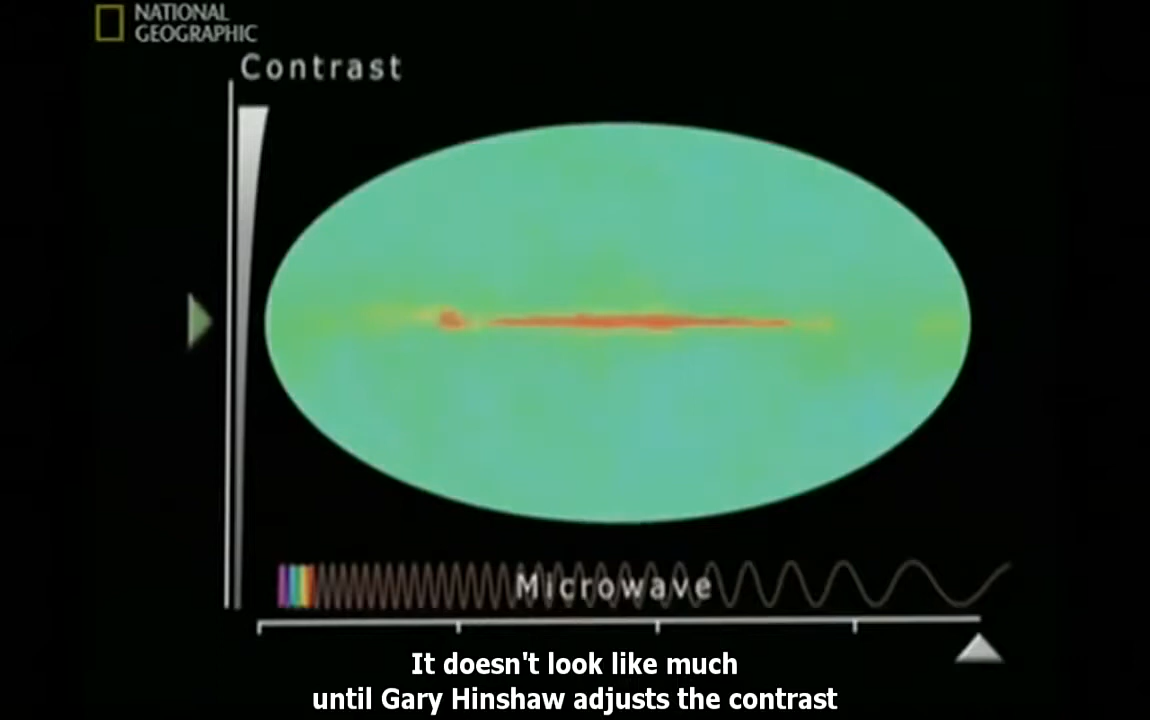 NATIONAL
GEOGRAPHIC
Contrast
Microwave
It doesn't look like much
until Gary Hinshaw adjusts the contrast